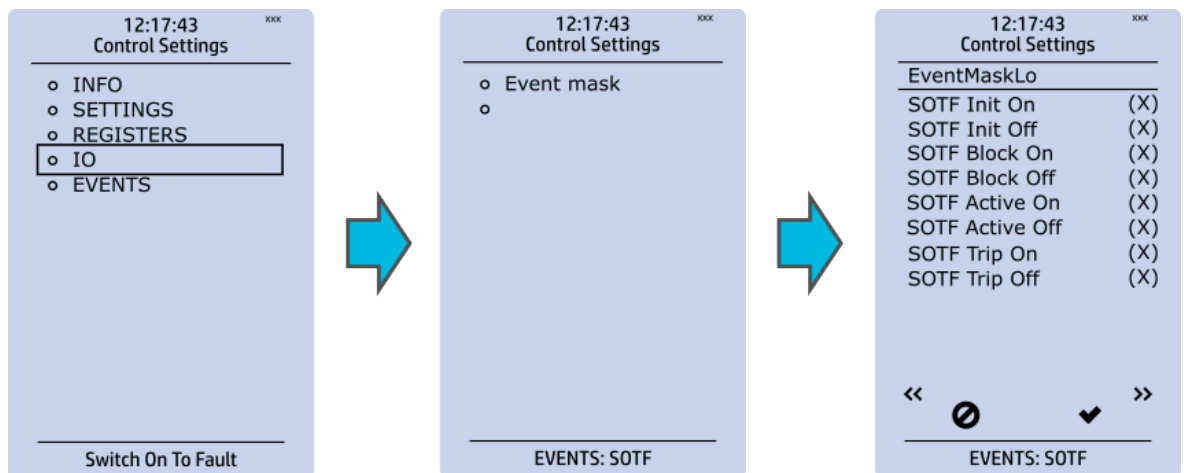 12:17:43 xxx
Control Settings
INFO
SETTINGS
REGISTERS
IO
EVENTS
Switch On To Fault
12:17:43 xxx
Control Settings
Event mask
EVENTS: SOTF
12:17:43 xxx
Control Settings
EventMaskLo
SOTF Init On (X)
SOTF Init Off (X)
SOTF Block On (X)
SOTF Block Off (X)
SOTF Active On (X)
SOTF Active Off (X)
SOTF Trip On (X)
SOTF Trip Off (X)
<< >>
EVENTS: SOTF